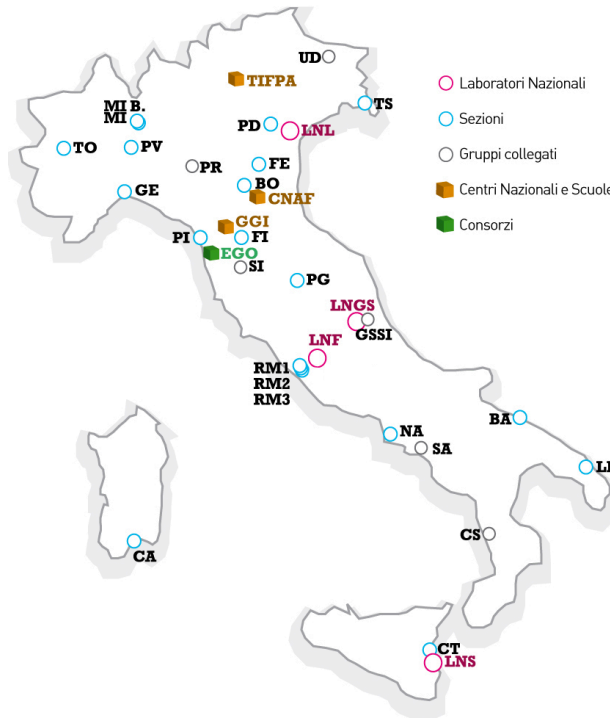 UD
TIFPA
MI B.
MI
TS
PD
LNL
TO
PV
PR
FE
BO
CNAF
GE
GGI
PI
FI
EGO
SI
PG
LNGS
GSSI
LNF
RM1
RM2
RM3
NA
SA
BA
CS
CA
CT
LNS
Laboratori Nazionali
Sezioni
Gruppi collegati
Centri Nazionali e Scuole
Consorzi